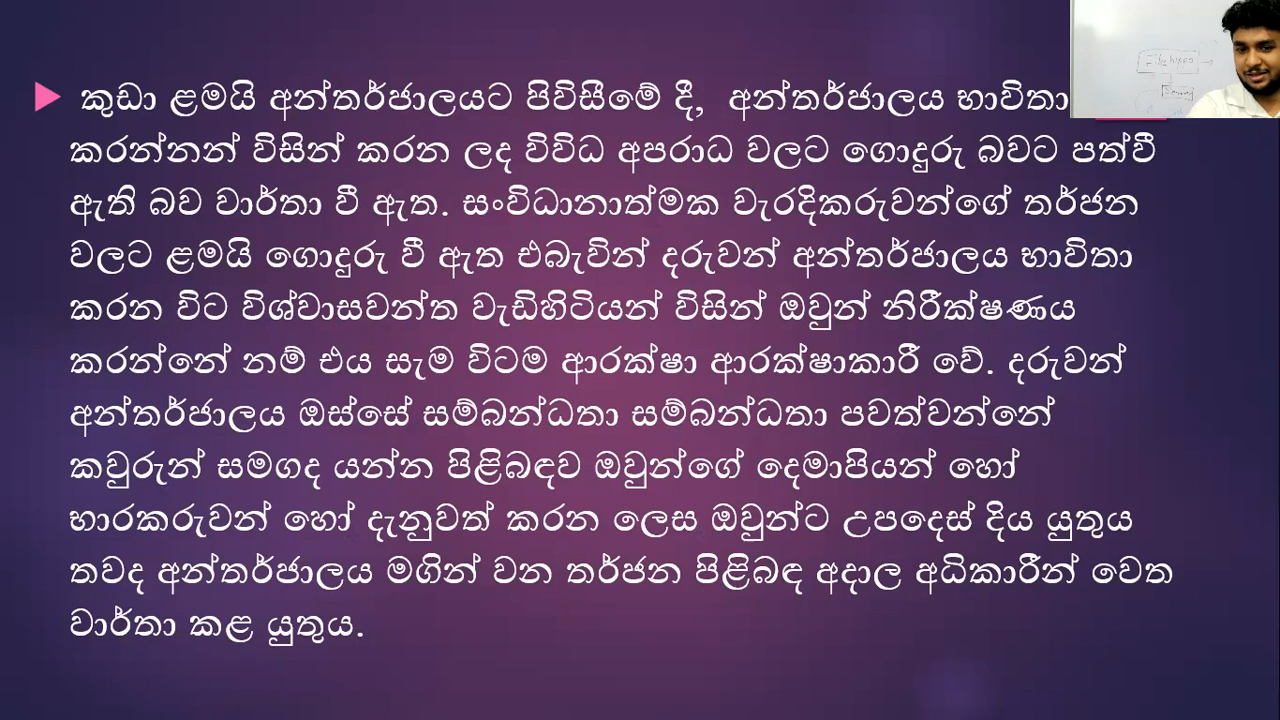 කුඩා ළමයි අන්තර්ජාලයට පිවිසීමේ දී, අන්තර්ජාලය භාවිතා
කරන්නන් විසින් කරන ලද විවිධ අපරාධ වලට ගොදුරු බවට පත්වී
ඇති බව වාර්තා වී ඇත. සංවිධානාත්මක වැරදිකරුවන්ගේ තර්ජන
වලට ළමයි ගොදුරු වී ඇත එබැවින් දරුවන් අන්තර්ජාලය භාවිතා
කරන විට විශ්වාසවන්ත වැඩිහිටියන් විසින් ඔවුන් නිරීක්ෂණය
කරන්නේ නම් එය සැම විටම ආරක්ෂා ආරක්ෂාකාරී වේ. දරුවන්
අන්තර්ජාලය ඔස්සේ සම්බන්ධතා සම්බන්ධතා පවත්වන්නේ
කවුරුන් සමගද යන්න පිළිබඳව ඔවුන්ගේ දෙමාපියන් හෝ
භාරකරුවන් හෝ දැනුවත් කරන ලෙස ඔවුන්ට උපදෙස් දිය යුතුය
තවද අන්තර්ජාලය මගින් වන තර්ජන පිළිබඳ අදාල අධිකාරීන් වෙත
වාර්තා කළ යුතුය.